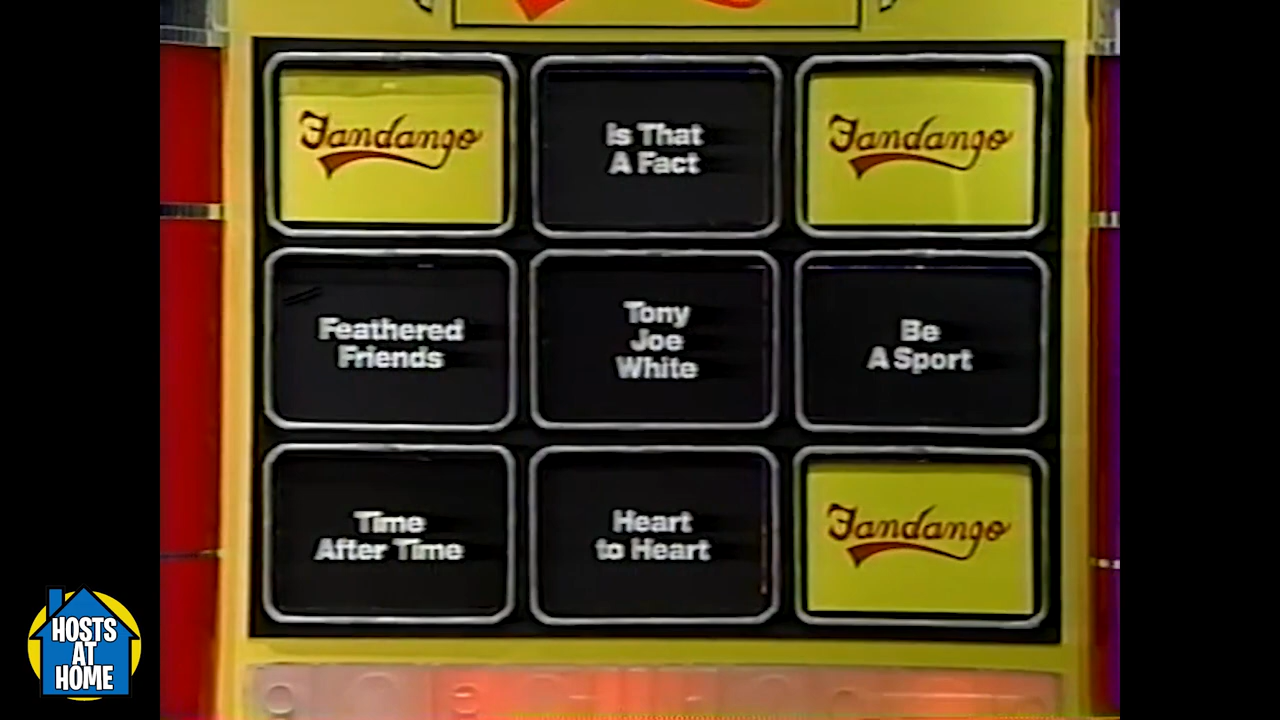 Fandango
Is That
A Fact
Fandango
Feathered
Friends
Tony
Joe
White
Be
A Sport
Time
After Time
Heart
to Heart
Fandango
HOSTS
AT
HOME